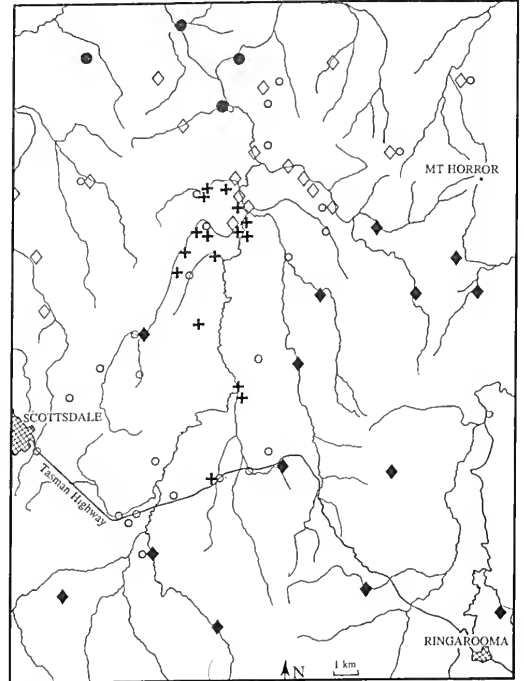 MT HORROR
SCOTTSDALE
Tasman Highway
RINGAROOMA
N
1 km